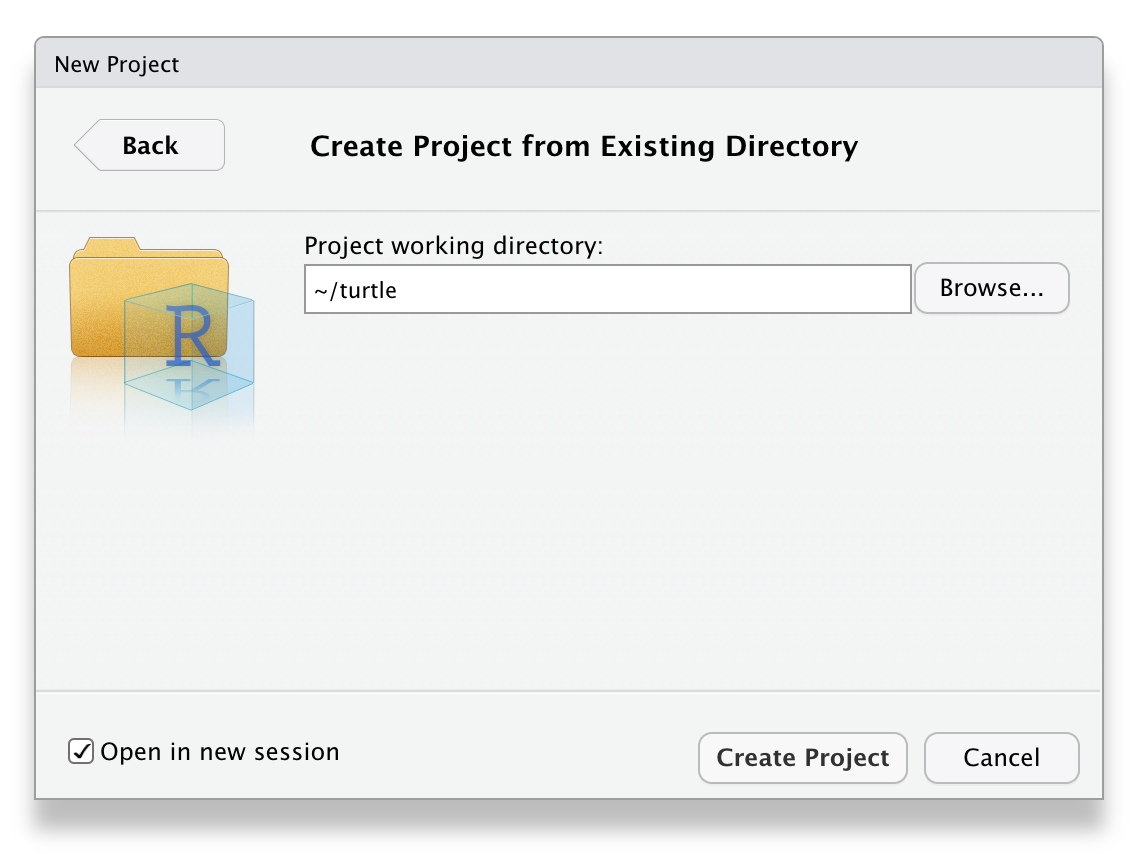 New Project
Back
Create Project from Existing Directory
Project working directory:
~/turtle
Browse...
R
Open in new session
Create Project
Cancel